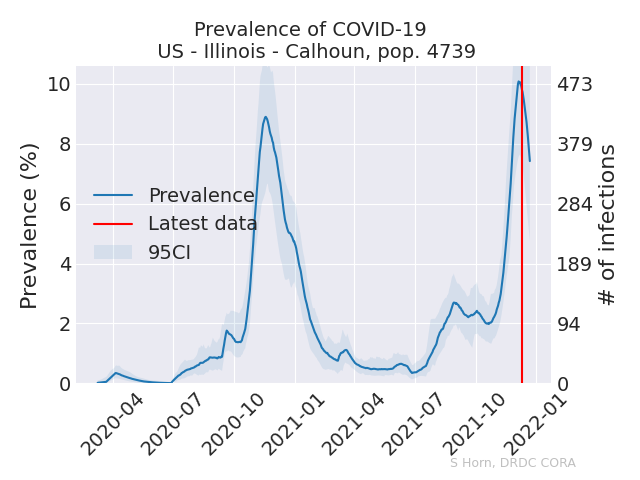 Prevalence of COVID-19
US - Illinois - Calhoun, pop. 4739
Prevalence (%)
10
8
6
4
2
0
473
379
284
189
94
0
# of infections
Prevalence
Latest data
95CI
2020-04
2020-07
2020-10
2021-01
2021-04
2021-07
2021-10
2022-01
S Horn, DRDC CORA